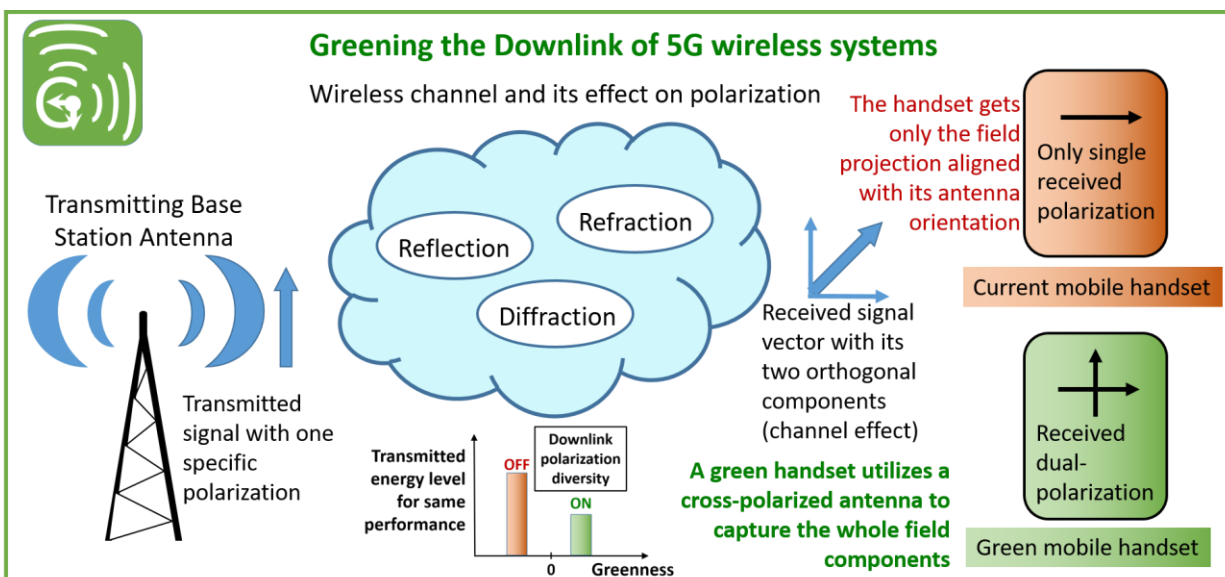 Greening the Downlink of 5G wireless systems
Wireless channel and its effect on polarization
Transmitting Base
Station Antenna
Transmitted
signal with one
specific
polarization
Reflection
Refraction
Diffraction
The handset gets
only the field
projection aligned
with its antenna
orientation
Only single
received
polarization
Current mobile handset
Received signal
vector with its
two orthogonal
components
(channel effect)
Received
dual-
polarization
Green mobile handset
Transmitted
energy level
for same
performance
OFF
Downlink
polarization
diversity
ON
0
Greenness
A green handset utilizes a
cross-polarized antenna to
capture the whole field
components